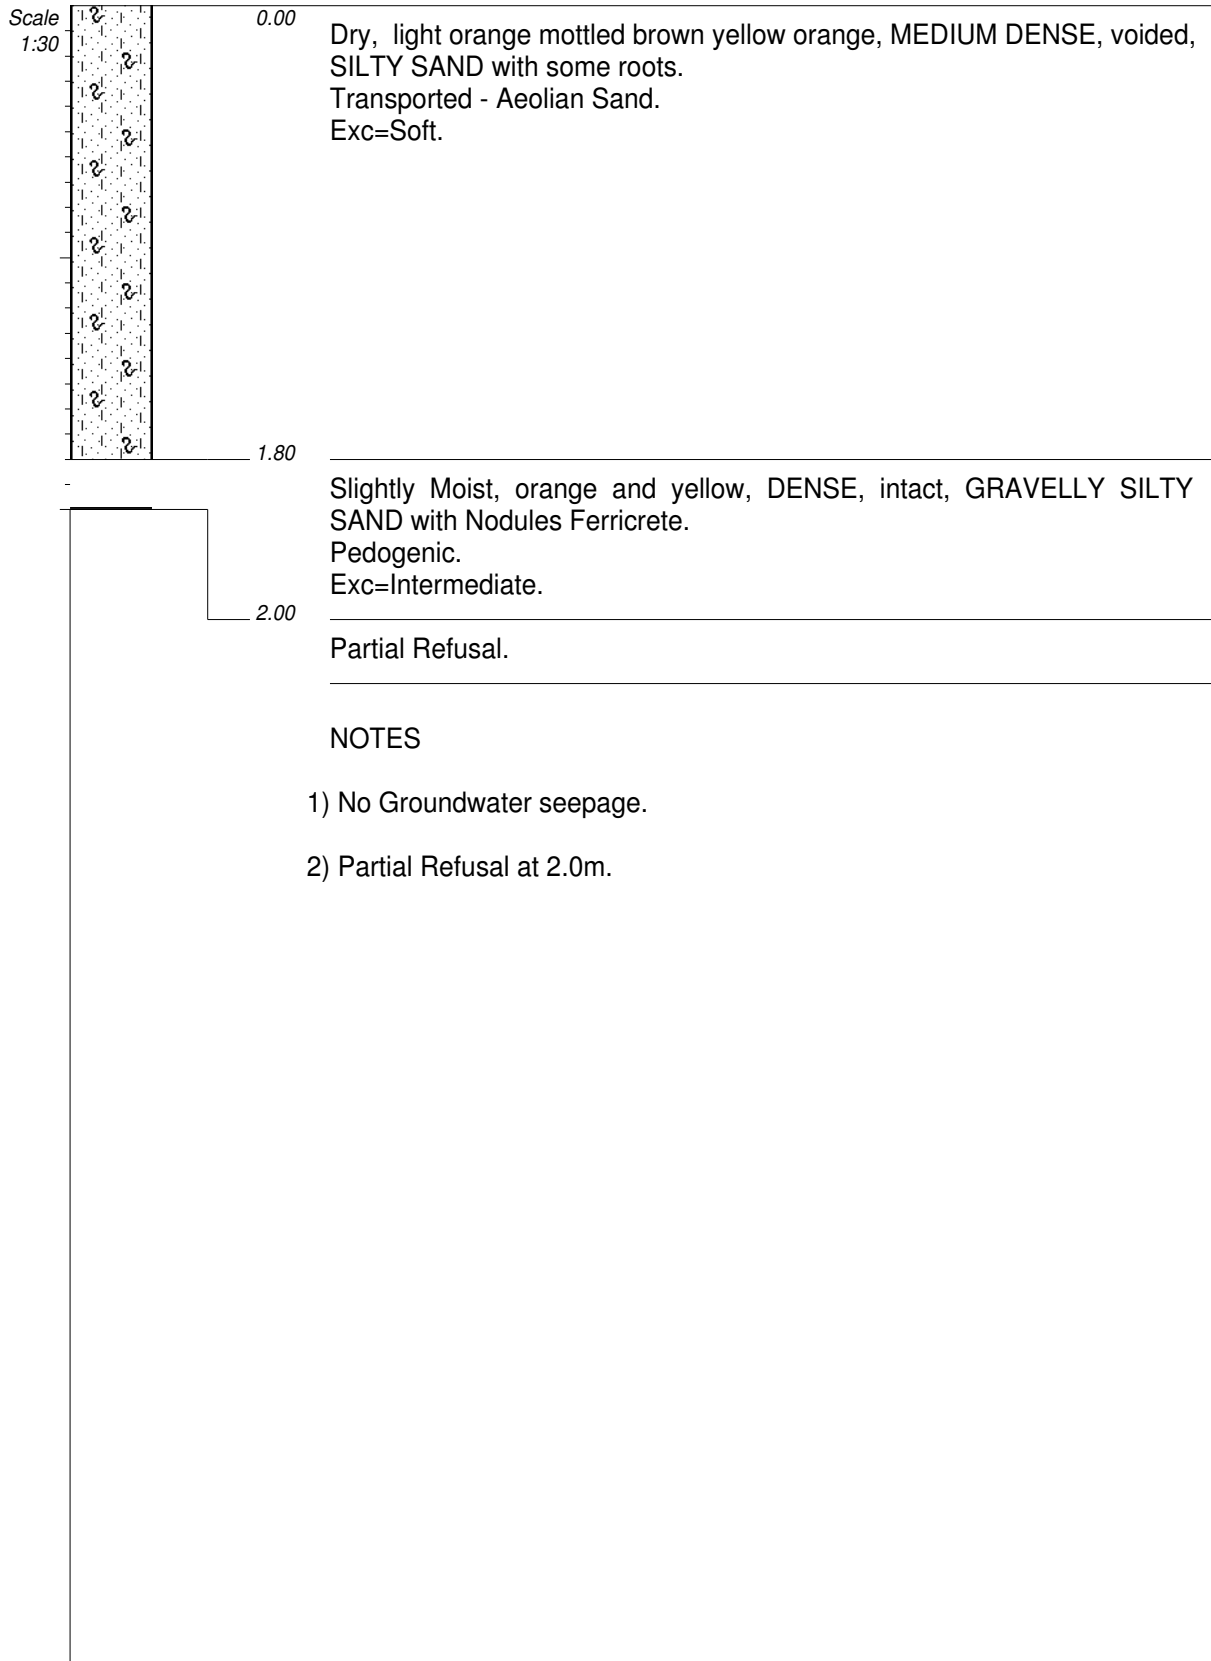 Scale
1:30
0.00
Dry, light orange mottled brown yellow orange, MEDIUM DENSE, voided,
SILTY SAND with some roots.
Transported - Aeolian Sand.
Exc=Soft.
1.80
Slightly Moist, orange and yellow, DENSE, intact, GRAVELLY SILTY
SAND with Nodules Ferricrete.
Pedogenic.
Exc=Intermediate.
2.00
Partial Refusal.
NOTES
1) No Groundwater seepage.
2) Partial Refusal at 2.0m.